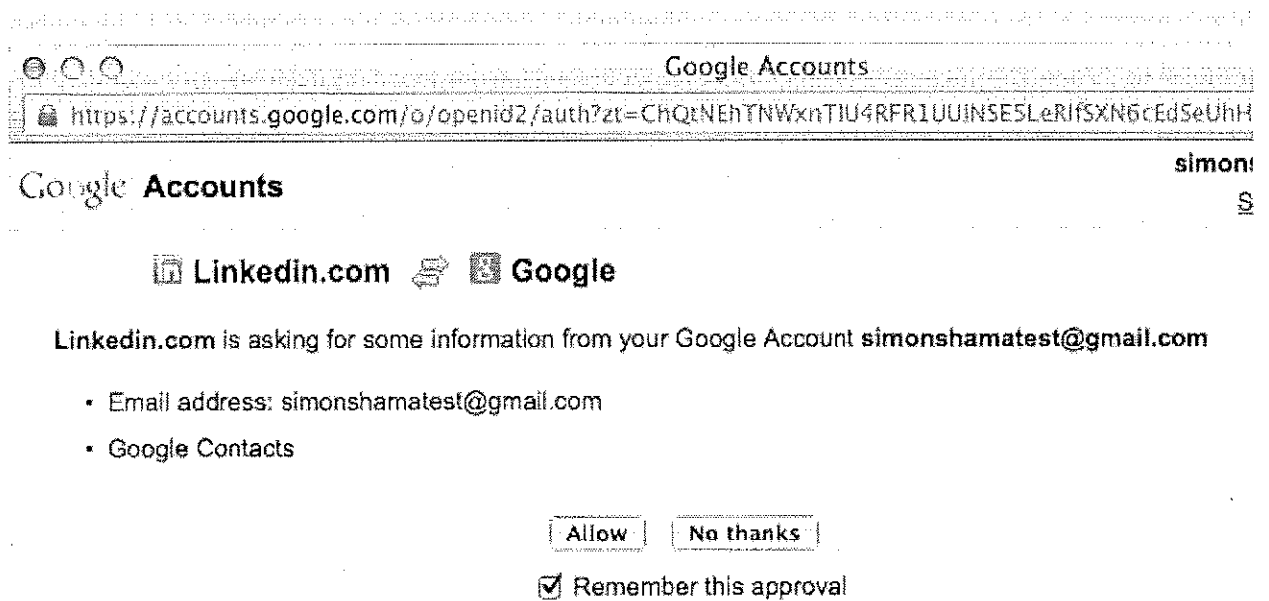 Google Accounts
https://accounts.google.com/o/openid2/auth?zt=
Google Accounts
simons
S
Linkedin.com Google
Linkedin.com is asking for some information from your Google Account simonshamatest@gmail.com
• Email address: simonshamatest@gmail.com
• Google Contacts
Allow No thanks
Remember this approval